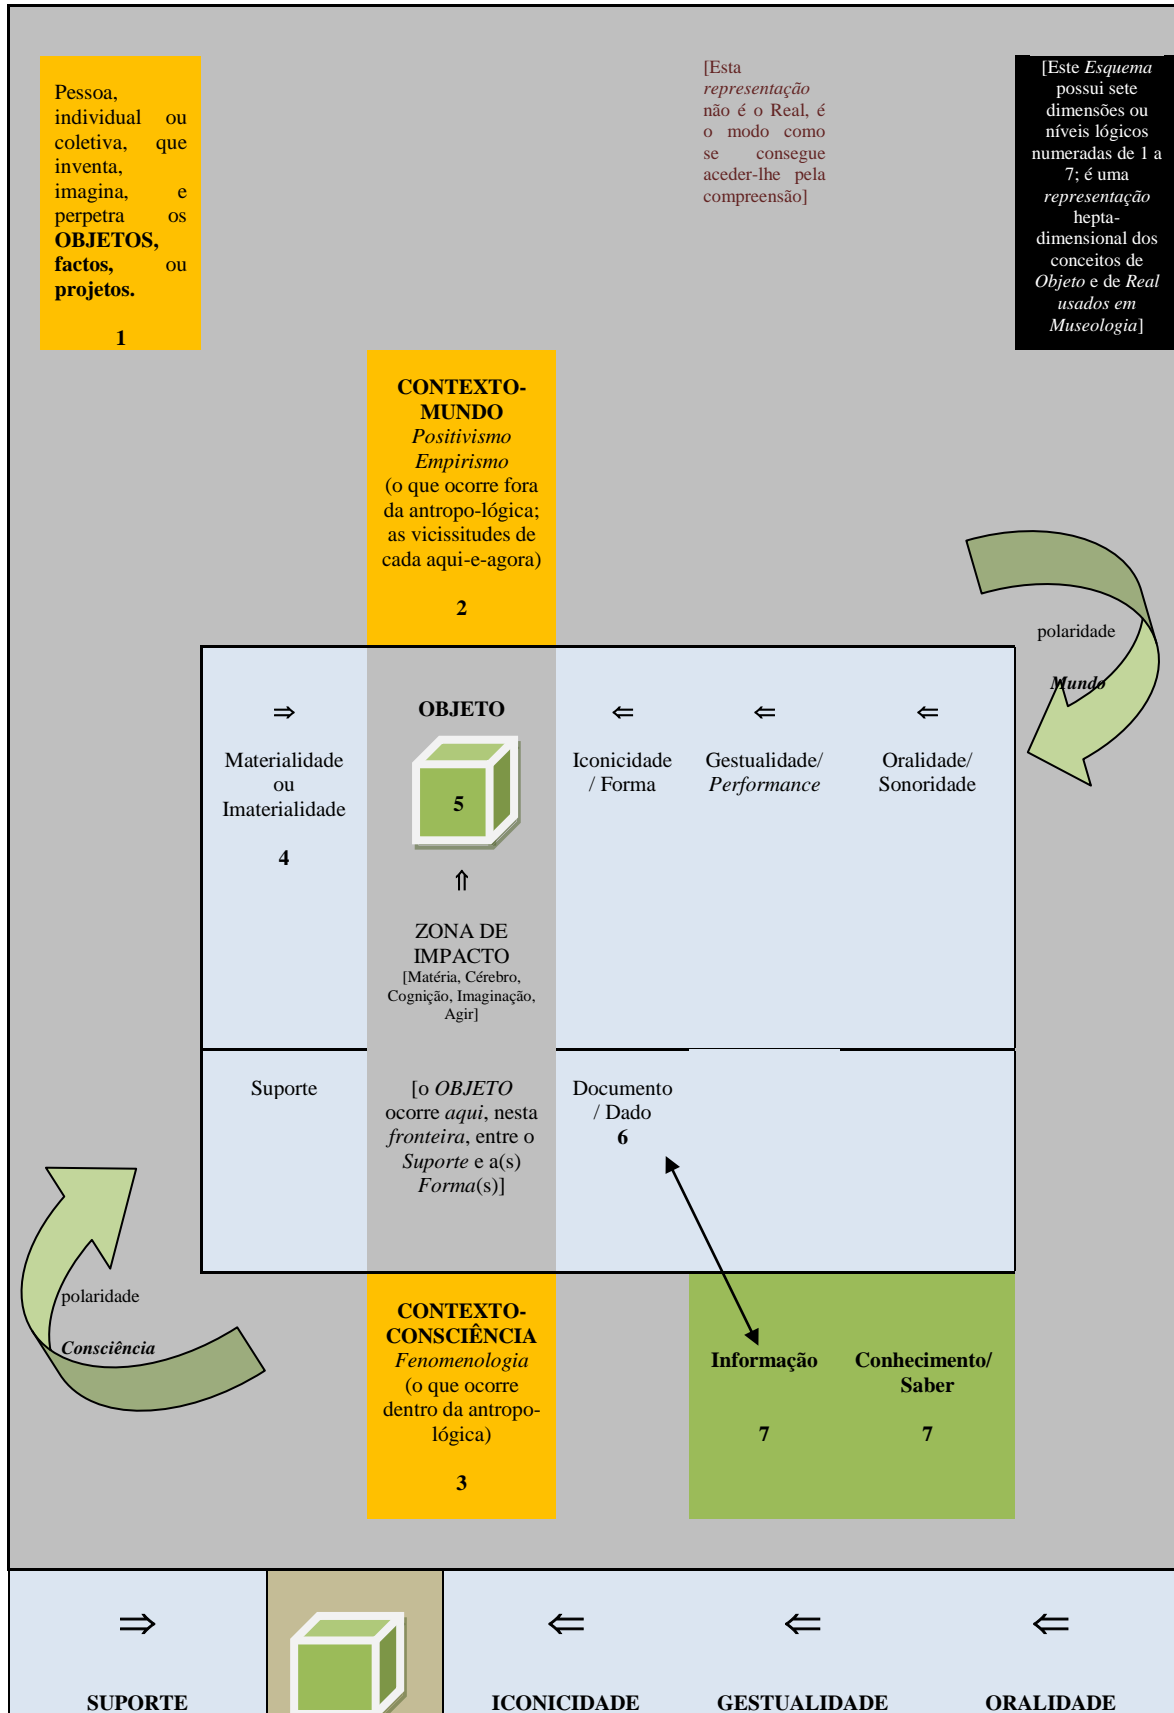 Pessoa,
individual ou
coletiva, que
inventa,
imagina, e
perpetra os
OBJETOS,
factos, ou
projetos.
1
[Esta
representação
não é o Real, é
o modo como
se consegue
aceder-lhe pela
compreensão]
[Este Esquema
possui sete
dimensões ou
níveis lógicos
numeradas de 1 a
7; é uma
representação
hepta-
dimensional dos
conceitos de
Objeto e de Real
usados em
Museologia]
CONTEXTO-
MUNDO
Positivismo
Empirismo
(o que ocorre fora
da antropo-lógica;
as vicissitudes de
cada aqui-e-agora)
2
polaridade
Mundo
⇒
Materialidade
ou
Imaterialidade
4
OBJETO
5
⇑
ZONA DE
IMPACTO
[Matéria, Cérebro,
Cognição, Imaginação,
Agir]
⇐
Iconicidade
/ Forma
⇐
Gestualidade/
Performance
⇐
Oralidade/
Sonoridade
Suporte
[o OBJETO
ocorre aqui, nesta
fronteira, entre o
Suporte e a(s)
Forma(s)]
Documento
/ Dado
6
polaridade
Consciência
CONTEXTO-
CONSCIÊNCIA
Fenomenologia
(o que ocorre
dentro da antropo-
lógica)
3
Informação
7
Conhecimento/
Saber
7
⇒
SUPORTE
⇐
ICONICIDADE
⇐
GESTUALIDADE
⇐
ORALIDADE